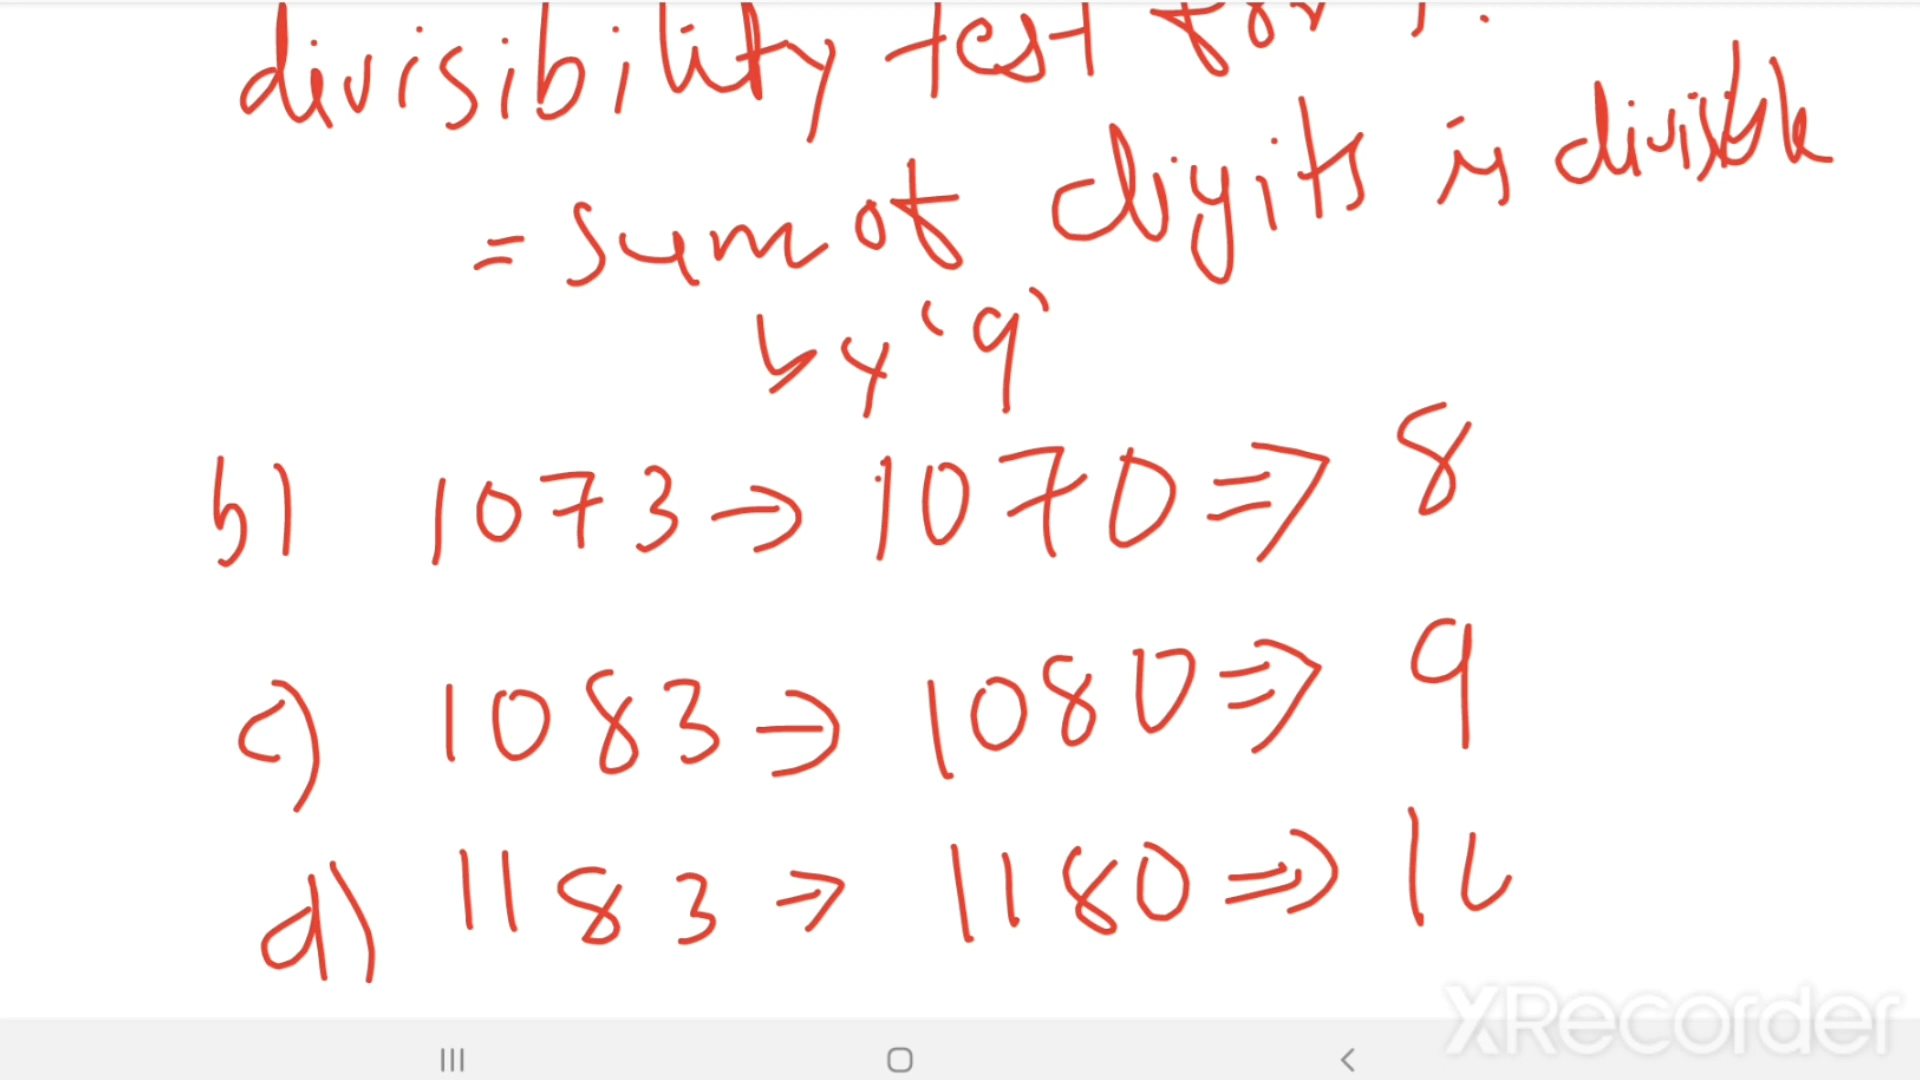 divisibility test for 9:
= sum of digits is divisible
by '9'
b) 1073 → 1070 ⇒ 8
c) 1083 → 1080 ⇒ 9
d) 1183 → 1180 ⇒ 10
XRecorder